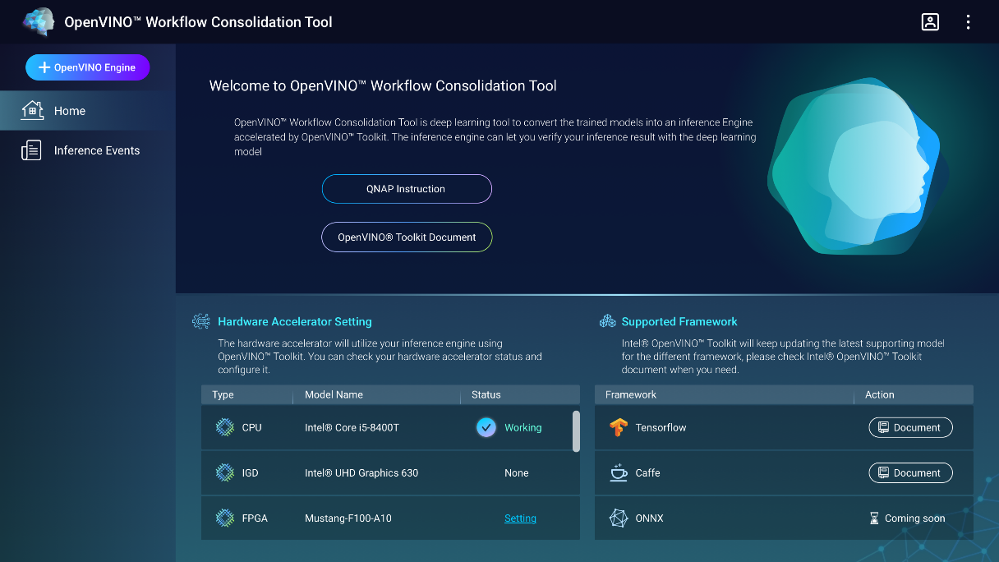 OpenVINO™ Workflow Consolidation Tool
+ OpenVINO Engine
Home
Inference Events
Welcome to OpenVINO™ Workflow Consolidation Tool
OpenVINO™ Workflow Consolidation Tool is deep learning tool to convert the trained models into an inference Engine
accelerated by OpenVINO™ Toolkit. The inference engine can let you verify your inference result with the deep learning
model
QNAP Instruction
OpenVINO® Toolkit Document
Hardware Accelerator Setting
The hardware accelerator will utilize your inference engine using
OpenVINO™ Toolkit. You can check your hardware accelerator status and
configure it.
Type Model Name Status
CPU Intel® Core i5-8400T Working
IGD Intel® UHD Graphics 630 None
FPGA Mustang-F100-A10 Setting
Supported Framework
Intel® OpenVINO™ Toolkit will keep updating the latest supporting model
for the different framework, please check Intel® OpenVINO™ Toolkit
document when you need.
Framework Action
Tensorflow Document
Caffe Document
ONNX Coming soon